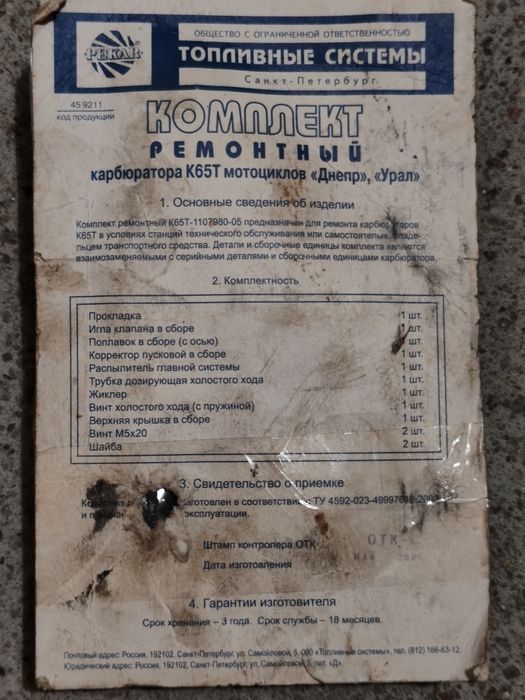 PEKAR
ОБЩЕСТВО С ОГРАНИЧЕННОЙ ОТВЕТСТВЕННОСТЬЮ
ТОПЛИВНЫЕ СИСТЕМЫ
Санкт-Петербург
45 9211
код продукции
КОМПЛЕКТ
РЕМОНТНЫЙ
карбюратора К65Т мотоциклов «Днепр», «Урал»
1. Основные сведения об изделии
Комплект ремонтный К65Т-1107980-05 предназначен для ремонта карбюраторов
К65Т в условиях станций технического обслуживания или самостоятельно владе-
льцем транспортного средства. Детали и сборочные единицы комплекта являются
взаимозаменяемыми с серийными деталями и сборочными единицами карбюратора.
2. Комплектность
Прокладка 1 шт.
Игла клапана в сборе 1 шт.
Поплавок в сборе (с осью) шт.
Корректор пусковой в сборе 1 шт.
Распылитель главной системы 1 шт.
Трубка дозирующая холостого хода 1 шт.
Жиклер 1 шт.
Винт холостого хода (с пружиной) 1 шт.
Верхняя крышка в сборе 1 шт.
Винт М5х20 2 шт.
Шайба 2 шт.
3. Свидетельство о приемке
изготовлен в соответствии с ТУ 4592-023-49997618-
и эксплуатации.
Штамп контролера ОТК ОТК
Дата изготовления МАЙ
4. Гарантии изготовителя
Срок хранения – 3 года. Срок службы – 18 месяцев.
Почтовый адрес: Россия, 192102, Санкт-Петербург, ул. Самойловой, 5, ООО «Топливные системы», тел. (812) 166-63-12.
Юридический адрес: Россия, 192102, Санкт-Петербург, ул. Самойловой, 5, лит. «Д».